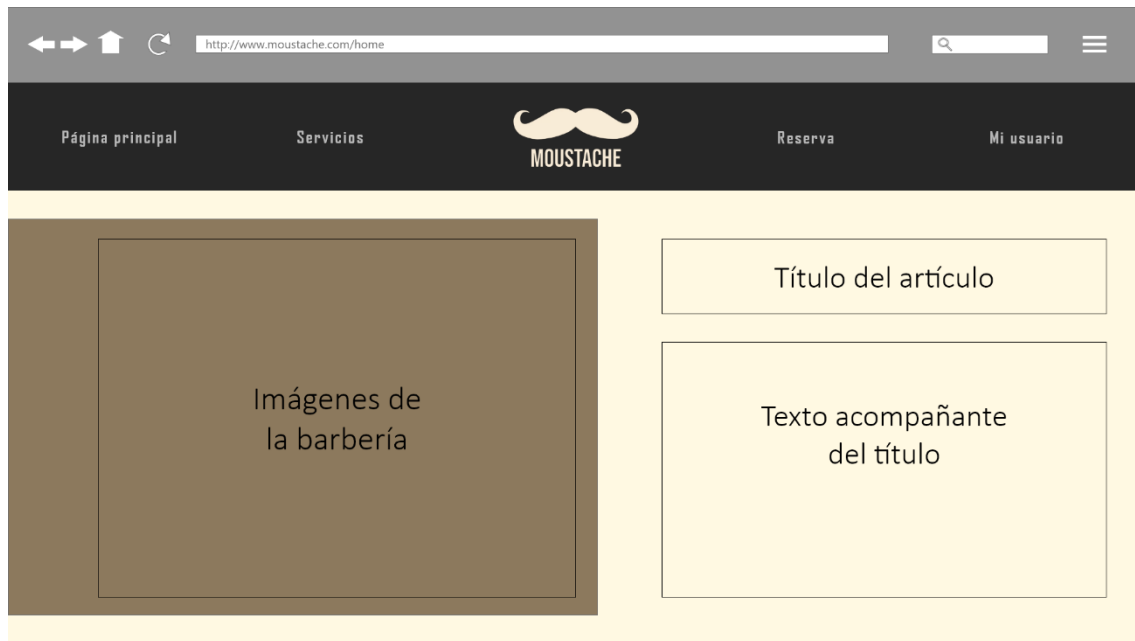 http://www.moustache.com/home
Página principal
Servicios
MOUSTACHE
Reserva
Mi usuario
Imágenes de
la barbería
Título del artículo
Texto acompañante
del título